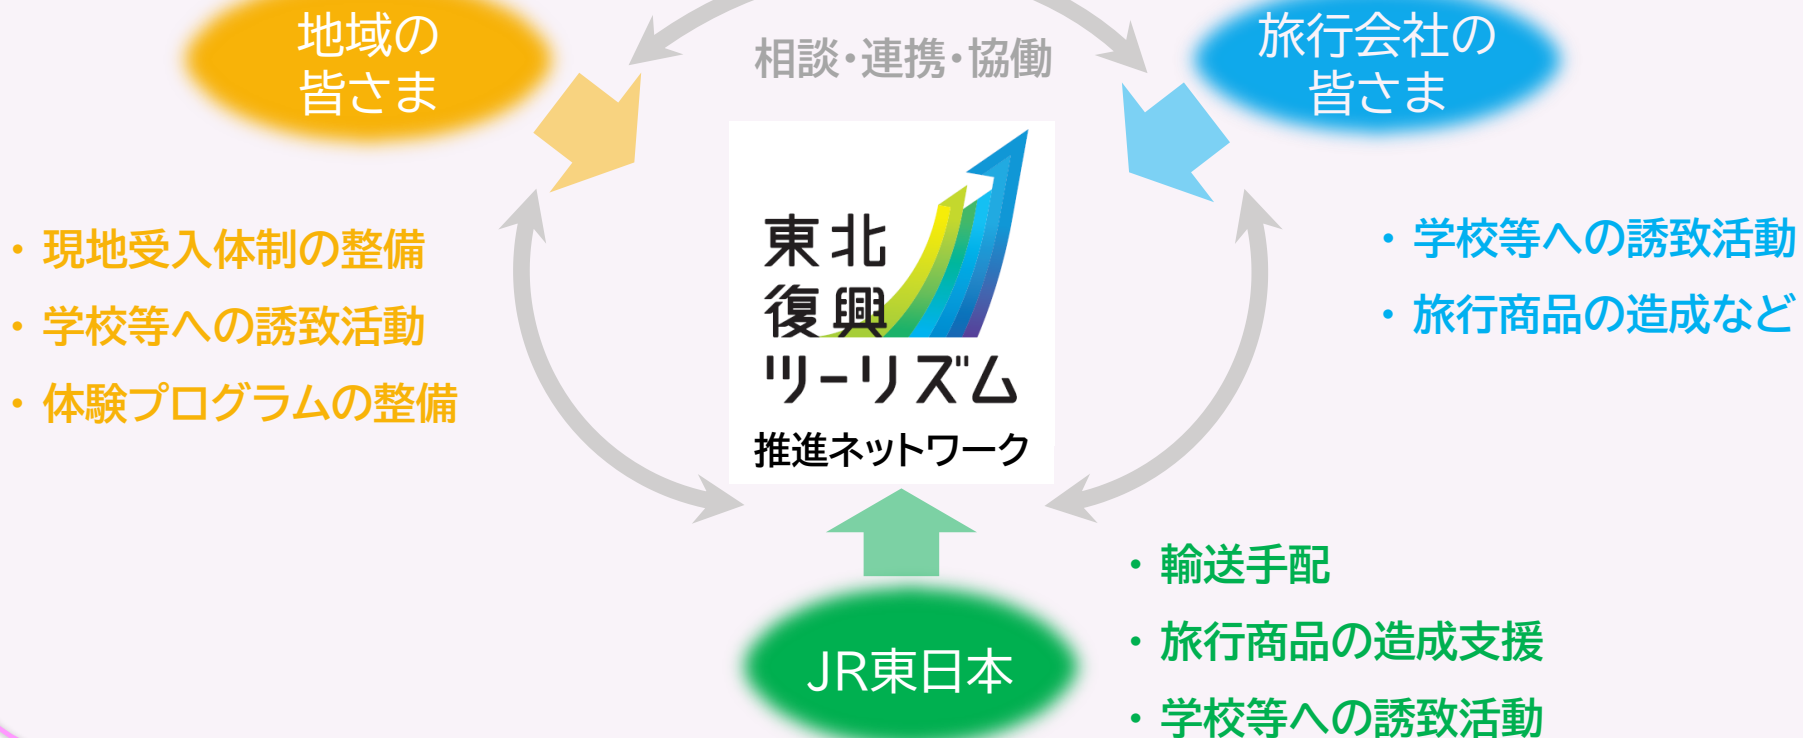 地域の
皆さま
相談・連携・協働
旅行会社の
皆さま
東北
復興
ツーリズム
推進ネットワーク
・現地受入体制の整備
・学校等への誘致活動
・体験プログラムの整備
・学校等への誘致活動
・旅行商品の造成など
JR東日本
・輸送手配
・旅行商品の造成支援
・学校等への誘致活動